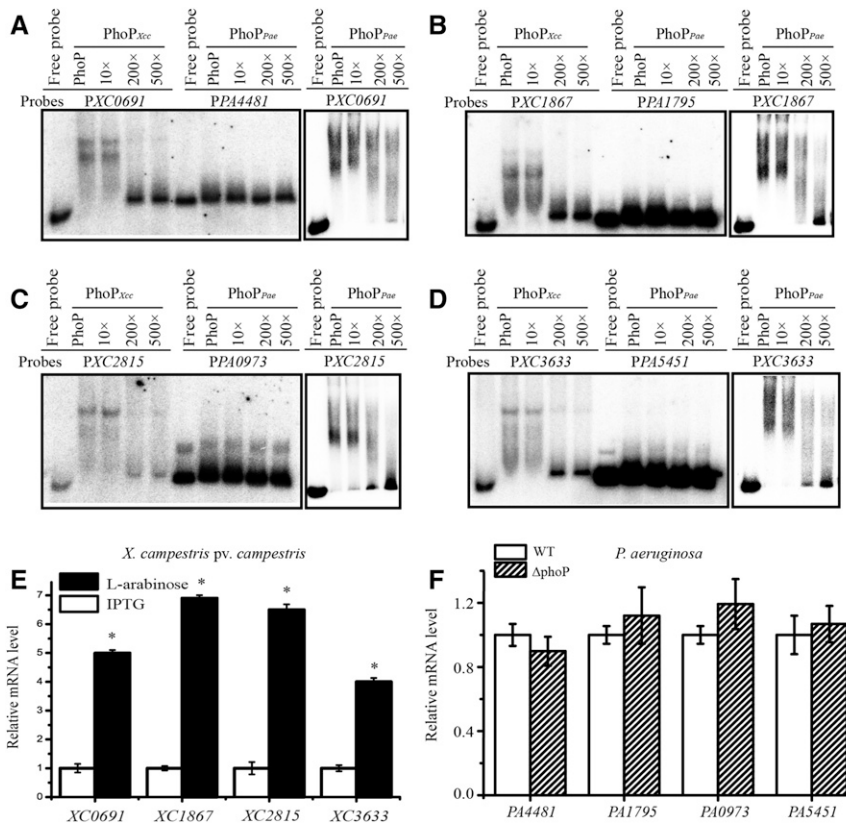 A
Free probe
PhoPXcc
PhoP
10×
200×
500×
Free probe
PhoPPae
PhoP
10×
200×
500×
Free probe
PhoPPae
PhoP
10×
200×
500×
Probes PXC0691 PPA4481 PXC0691
B
Free probe
PhoPXcc
PhoP
10×
200×
500×
Free probe
PhoPPae
PhoP
10×
200×
500×
Free probe
PhoPPae
PhoP
10×
200×
500×
Probes PXC1867 PPA1795 PXC1867
C
Free probe
PhoPXcc
PhoP
10×
200×
500×
Free probe
PhoPPae
PhoP
10×
200×
500×
Free probe
PhoPPae
PhoP
10×
200×
500×
Probes PXC2815 PPA0973 PXC2815
D
Free probe
PhoPXcc
PhoP
10×
200×
500×
Free probe
PhoPPae
PhoP
10×
200×
500×
Free probe
PhoPPae
PhoP
10×
200×
500×
Probes PXC3633 PPA5451 PXC3633
E
X. campestris pv. campestris
L-arabinose
IPTG
Relative mRNA level
7
6
5
4
3
2
1
0
*
*
*
*
XC0691 XC1867 XC2815 XC3633
F
P. aeruginosa
WT
ΔphoP
Relative mRNA level
1.2
0.8
0.4
0.0
PA4481 PA1795 PA0973 PA5451